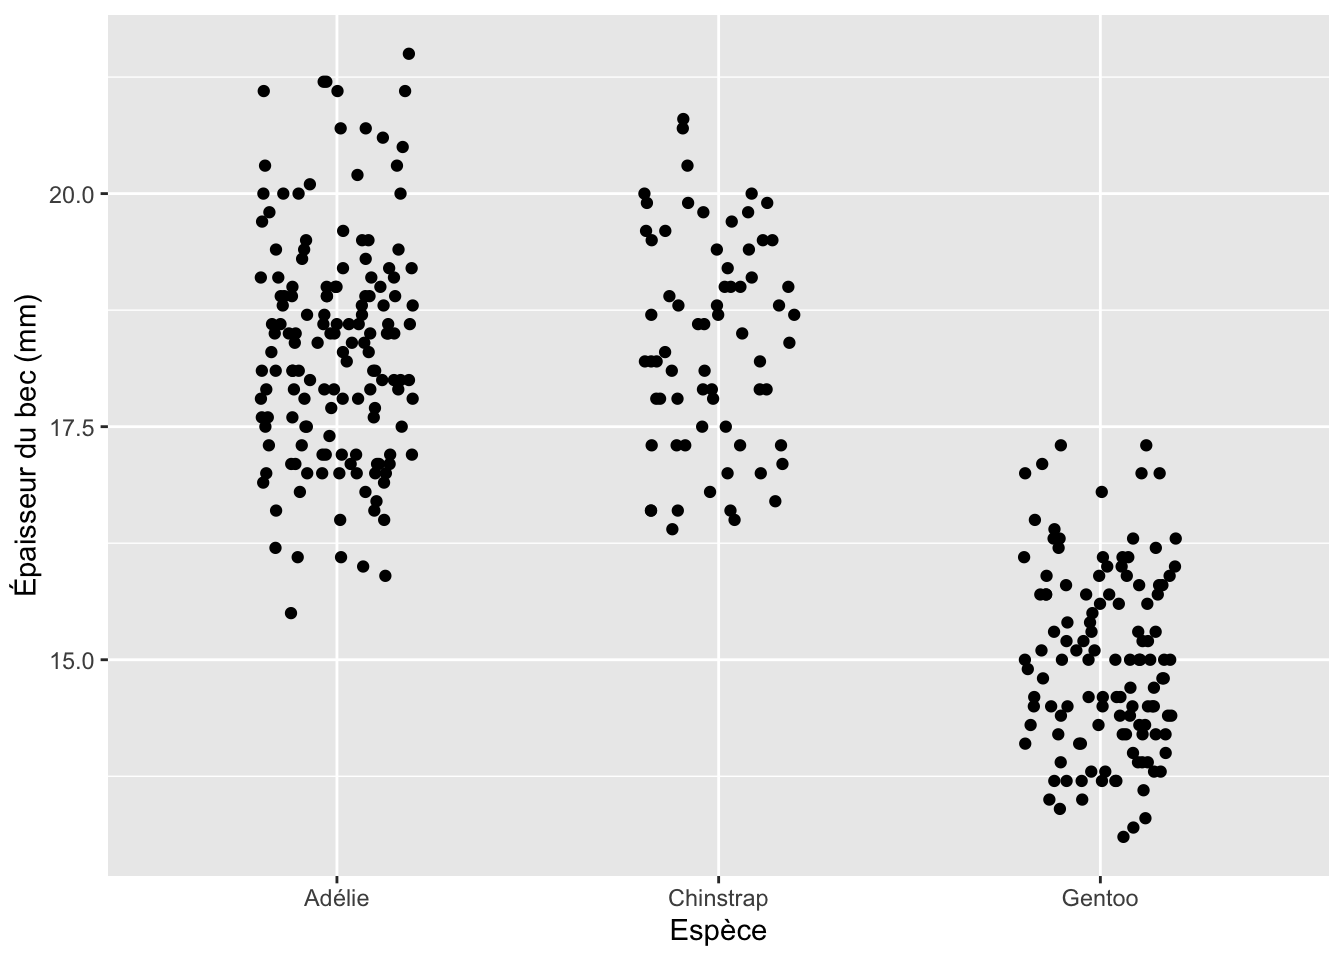 Épaisseur du bec (mm)
20.0
17.5
15.0
Adélie Chinstrap Gentoo
Espèce